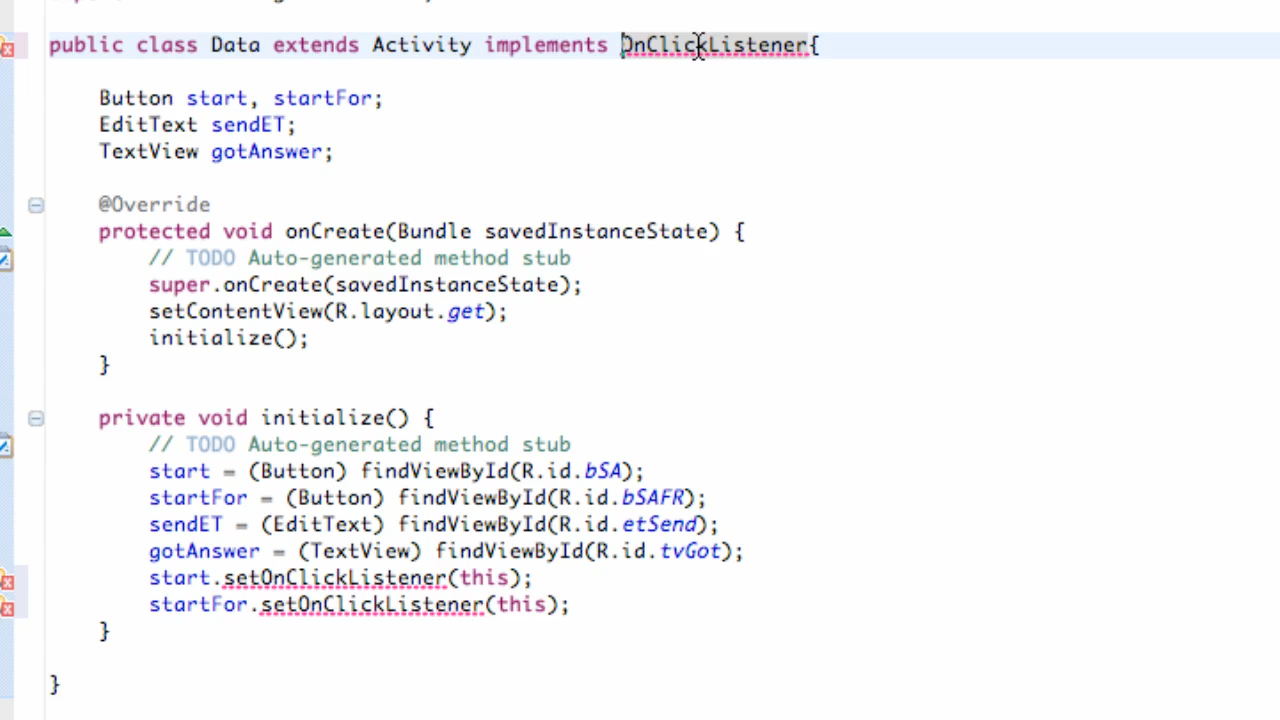 public class Data extends Activity implements OnClickListener{
Button start, startFor;
EditText sendET;
TextView gotAnswer;
@Override
protected void onCreate(Bundle savedInstanceState) {
// TODO Auto-generated method stub
super.onCreate(savedInstanceState);
setContentView(R.layout.get);
initialize();
}
private void initialize() {
// TODO Auto-generated method stub
start = (Button) findViewById(R.id.bSA);
startFor = (Button) findViewById(R.id.bSAFR);
sendET = (EditText) findViewById(R.id.etSend);
gotAnswer = (TextView) findViewById(R.id.tvGot);
start.setOnClickListener(this);
startFor.setOnClickListener(this);
}
}